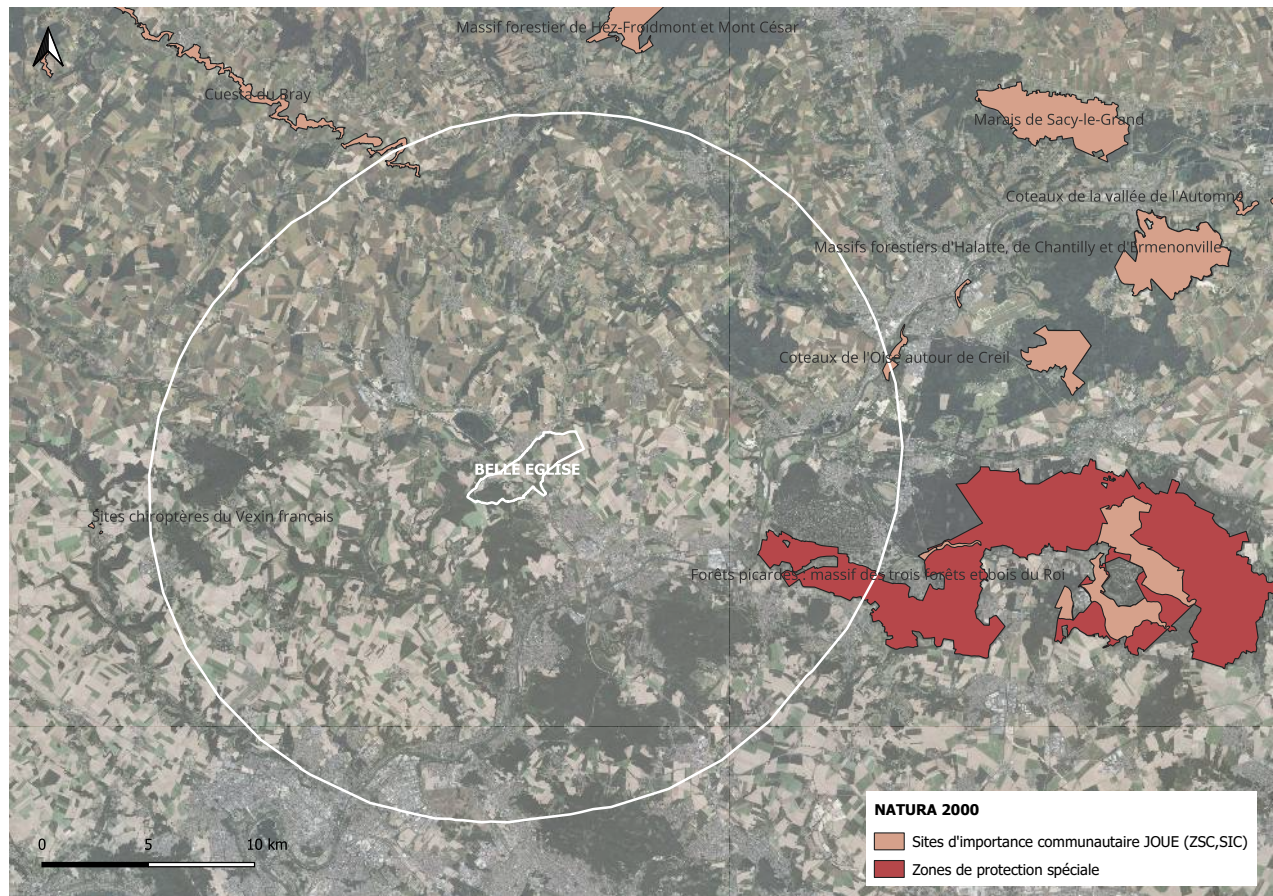 Massif forestier de Hez-Froidmont et Mont César
Cuesta du Bray
Marais de Sacy-le-Grand
Coteaux de la vallée de l'Automne
Massifs forestiers d'Halatte, de Chantilly et d'Ermenonville
Coteaux de l'Oise autour de Creil
BELLE EGLISE
Sites chiroptères du Vexin français
Forêts picardes : massif des trois forêts et bois du Roi
NATURA 2000
Sites d'importance communautaire JOUE (ZSC,SIC)
Zones de protection spéciale
0 5 10 km